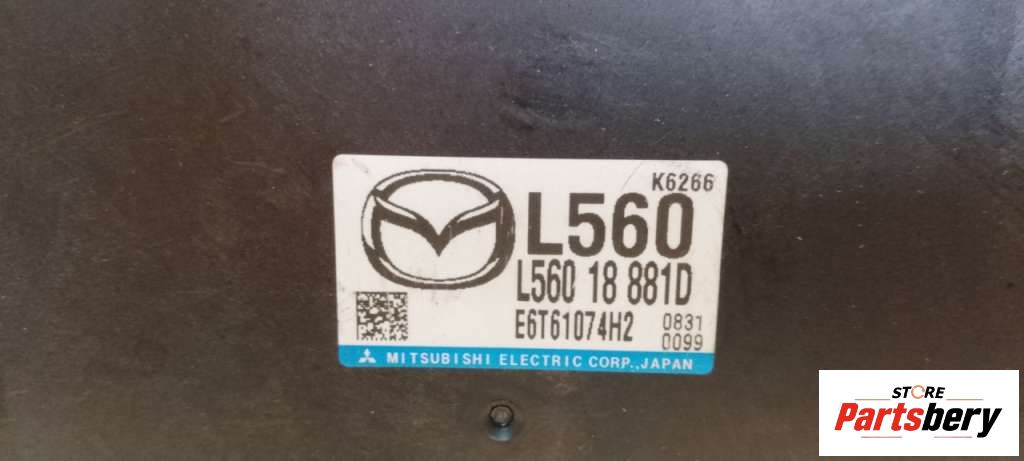 K6266
L560
L560 18 881D
E6T61074H2
0831
0099
MITSUBISHI ELECTRIC CORP.,JAPAN
STORE
Partsbery